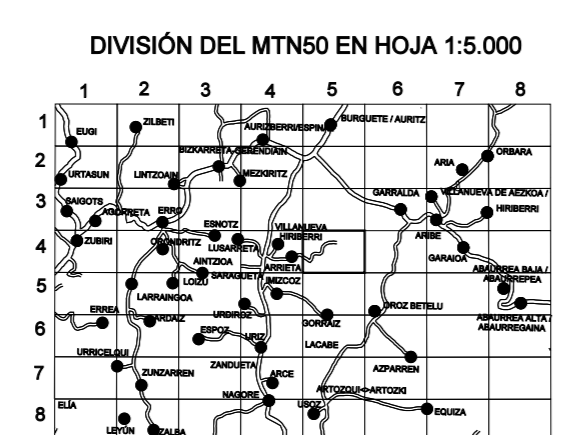 DIVISIÓN DEL MTN50 EN HOJA 1:5.000
1 2 3 4 5 6 7 8
1
ZILBETI
BURGUETE / AURITZ
EUGI
AURIZBERRI/ESPINAL
BIZKARRETA-GERENDIAIN
ORBARA
2
ARIA
URTASUN
LINTZOAIN
MEZKIRITZ
3
GARRALDA
VILLANUEVA DE AEZKOA /
HIRIBERRI
SAIGOTS
AGORRETA
ERRO
ESNOTZ
VILLANUEVA
HIRIBERRI
ARIBE
4
ZUBIRI
ORONDRITZ
LUSARRETA
GARAIOA
AINTZIOA
ARRIETA
ABAURREA BAJA /
ABAURREPEA
SARAGUETA
5
LOIZU
IMIZCOZ
LARRAINGOA
URDIROZ
OROZ BETELU
ERREA
ARDAIZ
GORRAIZ
ABAURREA ALTA /
ABAURREGAINA
6
ESPOZ
URIZ
LACABE
URRICELQUI
ZANDUETA
AZPARREN
7
ZUNZARREN
ARCE
ARTOZQUI<>ARTOZKI
NAGORE
ELÍA
USOZ
EQUIZA
8
LEYÚN
ZALBA